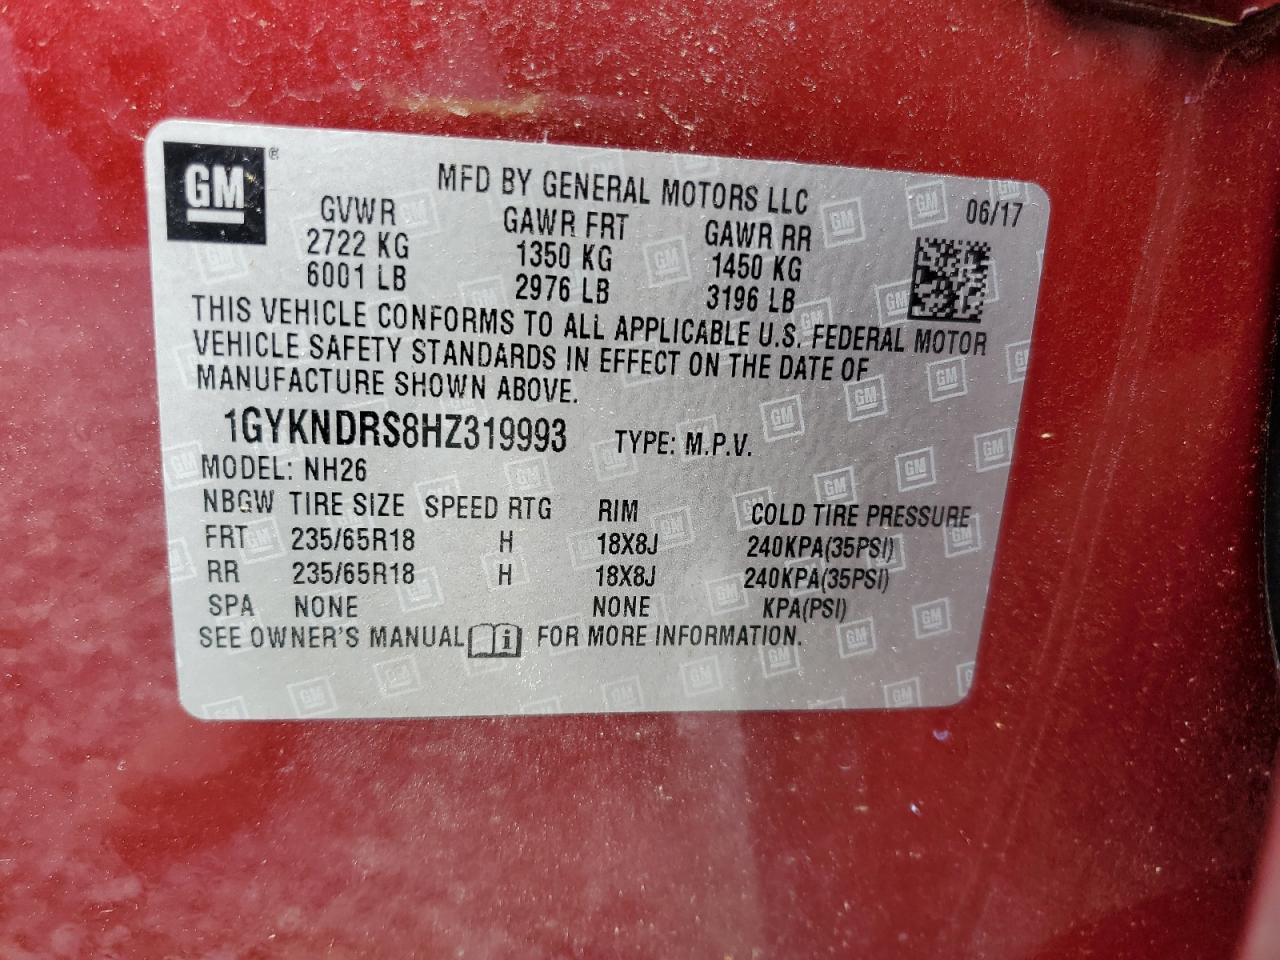 GM®
MFD BY GENERAL MOTORS LLC
06/17
GVWR GAWR FRT GAWR RR
2722 KG 1350 KG 1450 KG
6001 LB 2976 LB 3196 LB
THIS VEHICLE CONFORMS TO ALL APPLICABLE U.S. FEDERAL MOTOR
VEHICLE SAFETY STANDARDS IN EFFECT ON THE DATE OF
MANUFACTURE SHOWN ABOVE.
1GYKNDRS8HZ319993 TYPE: M.P.V.
MODEL: NH26
NBGW TIRE SIZE SPEED RTG RIM COLD TIRE PRESSURE
FRT 235/65R18 H 18X8J 240KPA(35PSI)
RR 235/65R18 H 18X8J 240KPA(35PSI)
SPA NONE NONE KPA(PSI)
SEE OWNER'S MANUAL i FOR MORE INFORMATION.